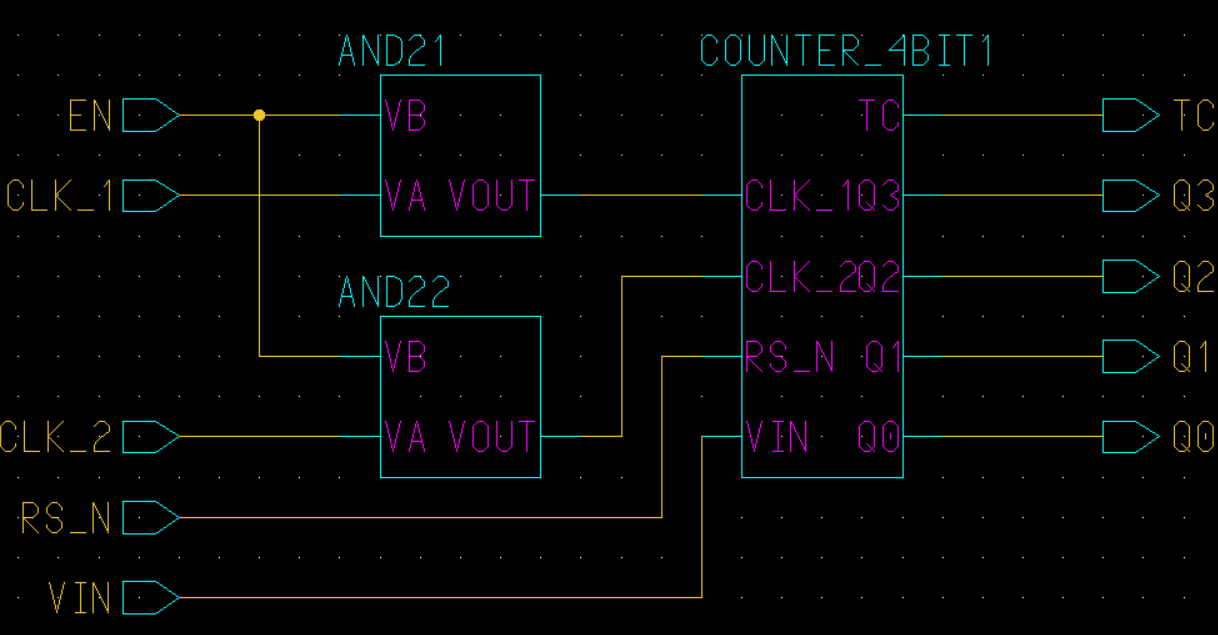 AND21
COUNTER_4BIT1
EN
VB
TC
TC
CLK_1
VA VOUT
CLK_1Q3
Q3
AND22
CLK_2Q2
Q2
VB
RS_N Q1
Q1
CLK_2
VA VOUT
VIN Q0
Q0
RS_N
VIN